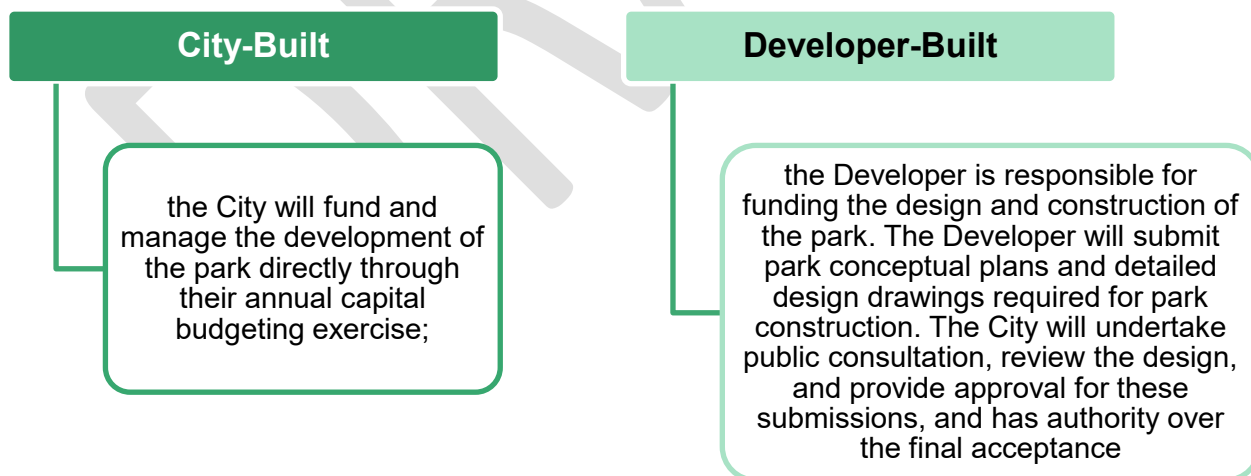 City-Built
the City will fund and
manage the development of
the park directly through
their annual capital
budgeting exercise;
Developer-Built
the Developer is responsible for
funding the design and construction of
the park. The Developer will submit
park conceptual plans and detailed
design drawings required for park
construction. The City will undertake
public consultation, review the design,
and provide approval for these
submissions, and has authority over
the final acceptance